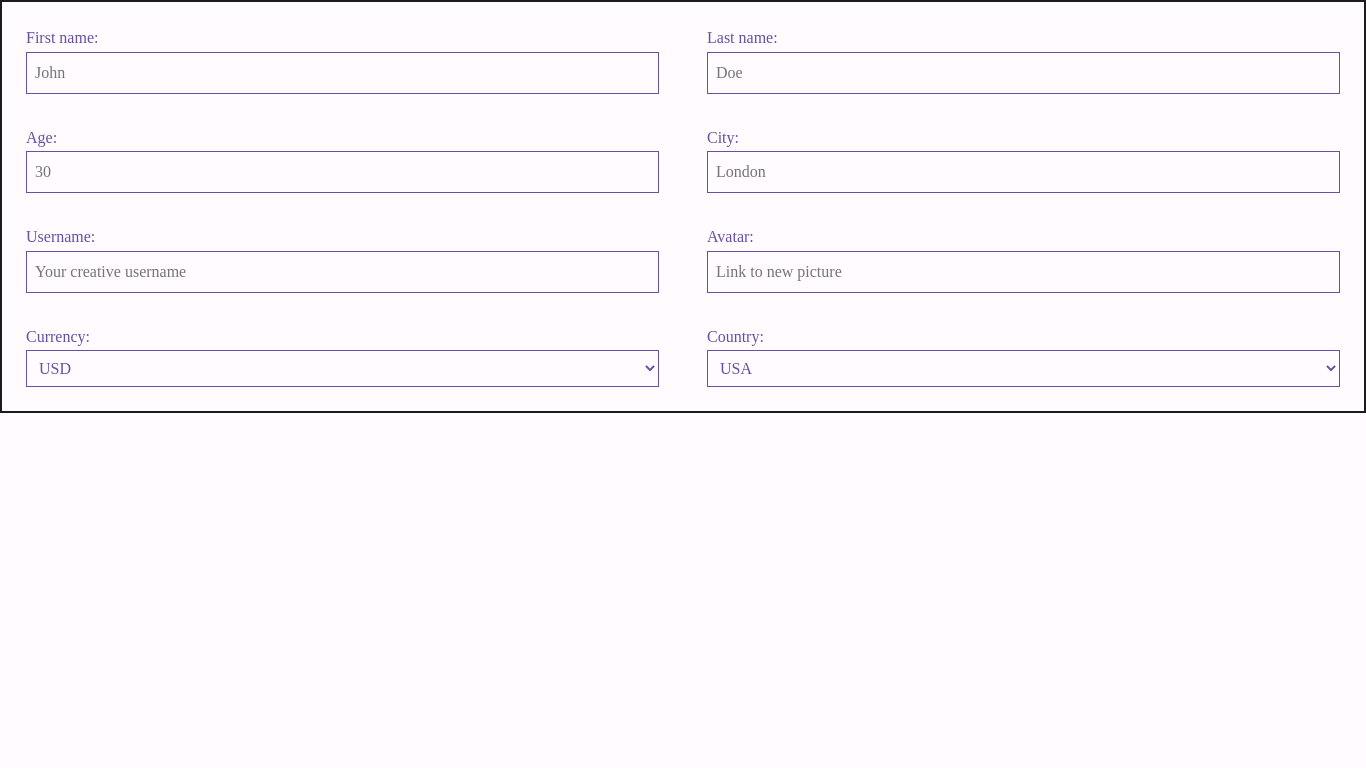 First name:
Last name:
John
Doe
Age:
City:
30
London
Username:
Avatar:
Your creative username
Link to new picture
Currency:
Country:
USD
USA